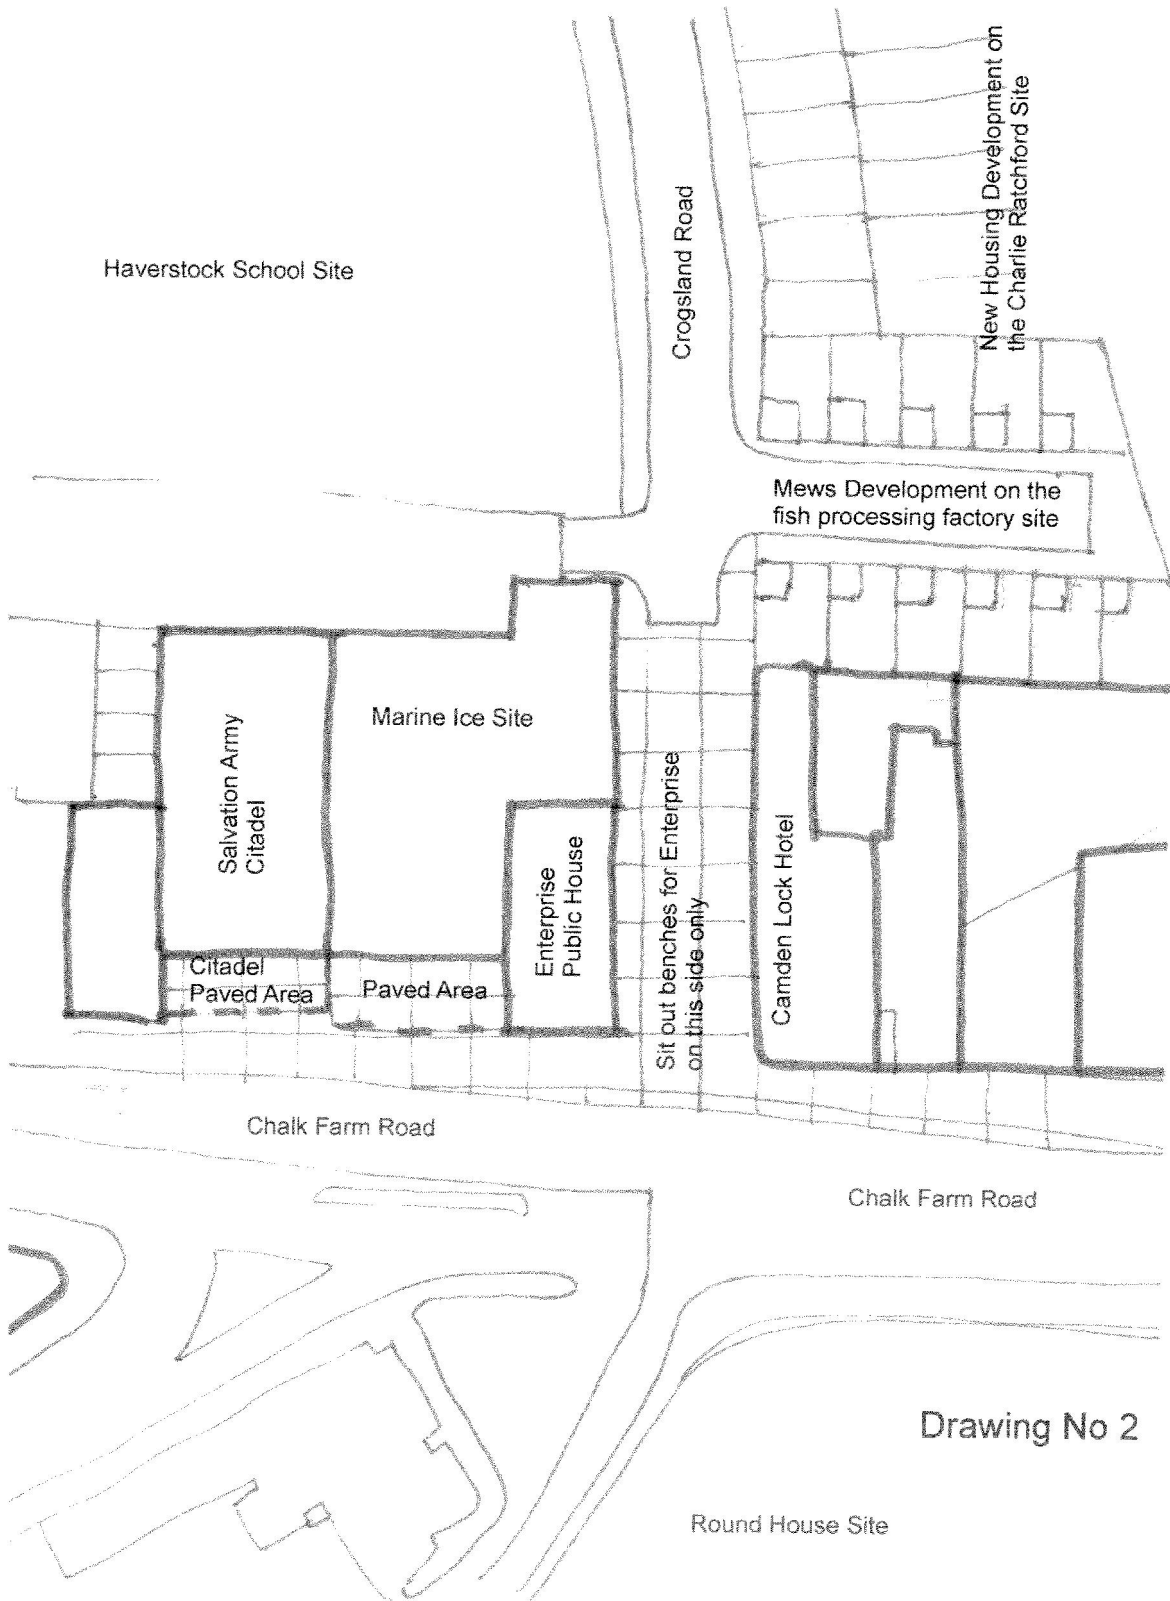 New Housing Development on
the Charlie Ratchford Site
Haverstock School Site
Crogsland Road
Mews Development on the
fish processing factory site
Marine Ice Site
Salvation Army
Citadel
Enterprise
Public House
Sit out benches for Enterprise
on this side only
Camden Lock Hotel
Citadel
Paved Area
Paved Area
Chalk Farm Road
Chalk Farm Road
Drawing No 2
Round House Site